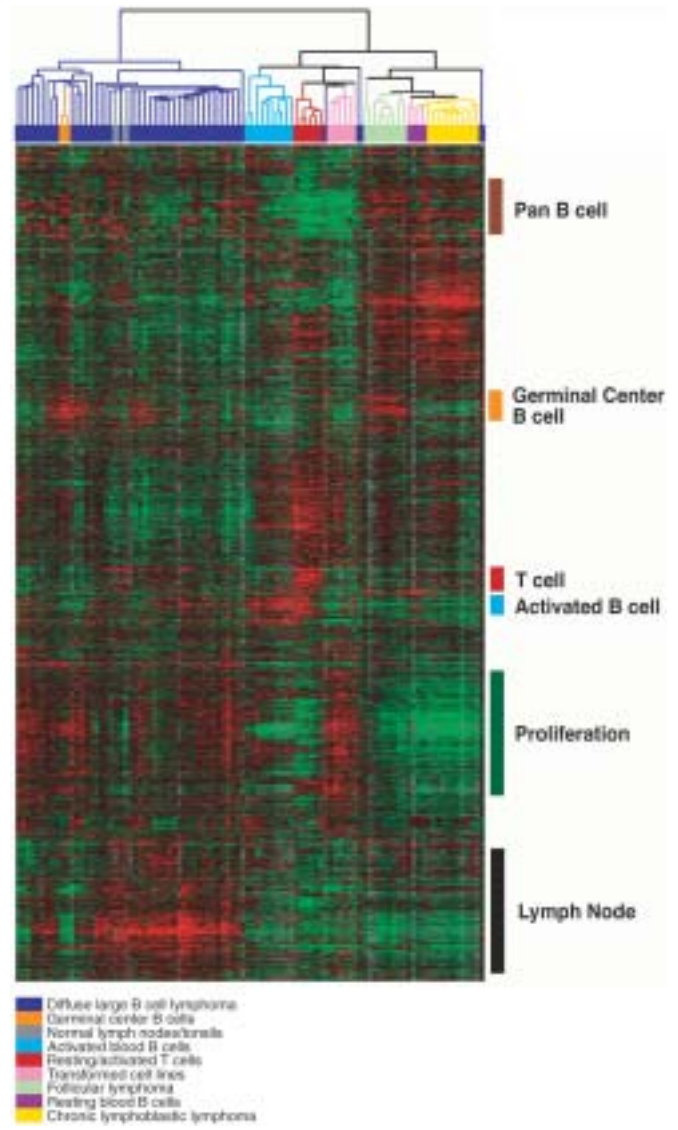 Pan B cell
Germinal Center
B cell
T cell
Activated B cell
Proliferation
Lymph Node
Diffuse large B cell lymphoma
Germinal center B cells
Normal lymph nodes/tonsils
Activated blood B cells
Resting/activated T cells
Transformed cell lines
Follicular lymphoma
Resting blood B cells
Chronic lymphoblastic lymphoma